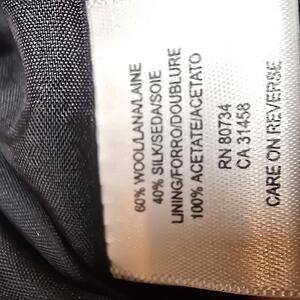 60% WOOL/LANA/LAINE
40% SILK/SEDA/SOIE
LINING/FORRO/DOUBLURE
100% ACETATE/ACETATO
RN 80734
CA 31458
CARE ON REVERSE